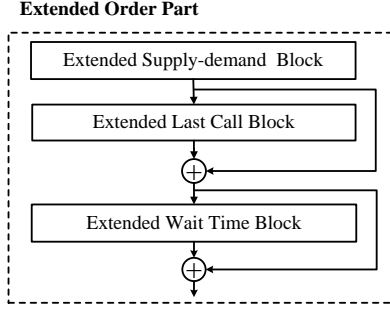 Extended Order Part
Extended Supply-demand Block
Extended Last Call Block
+
Extended Wait Time Block
+